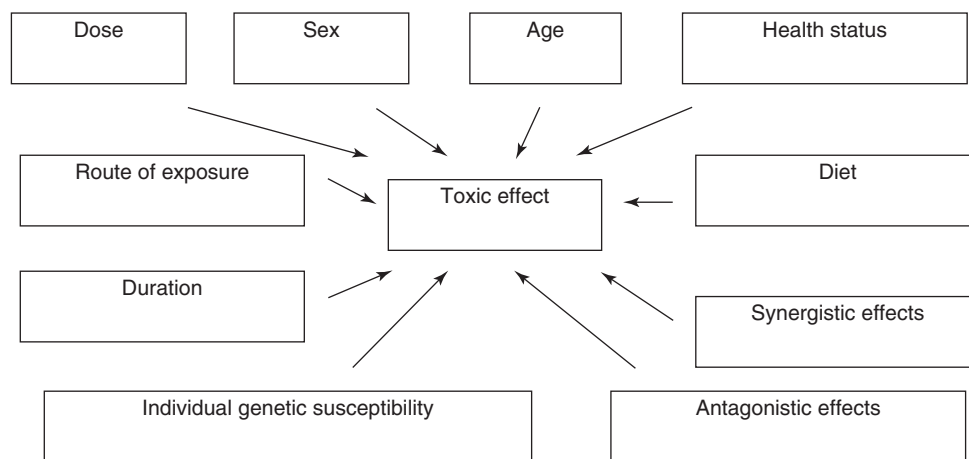 Dose
Sex
Age
Health status
Route of exposure
Toxic effect
Diet
Duration
Synergistic effects
Individual genetic susceptibility
Antagonistic effects